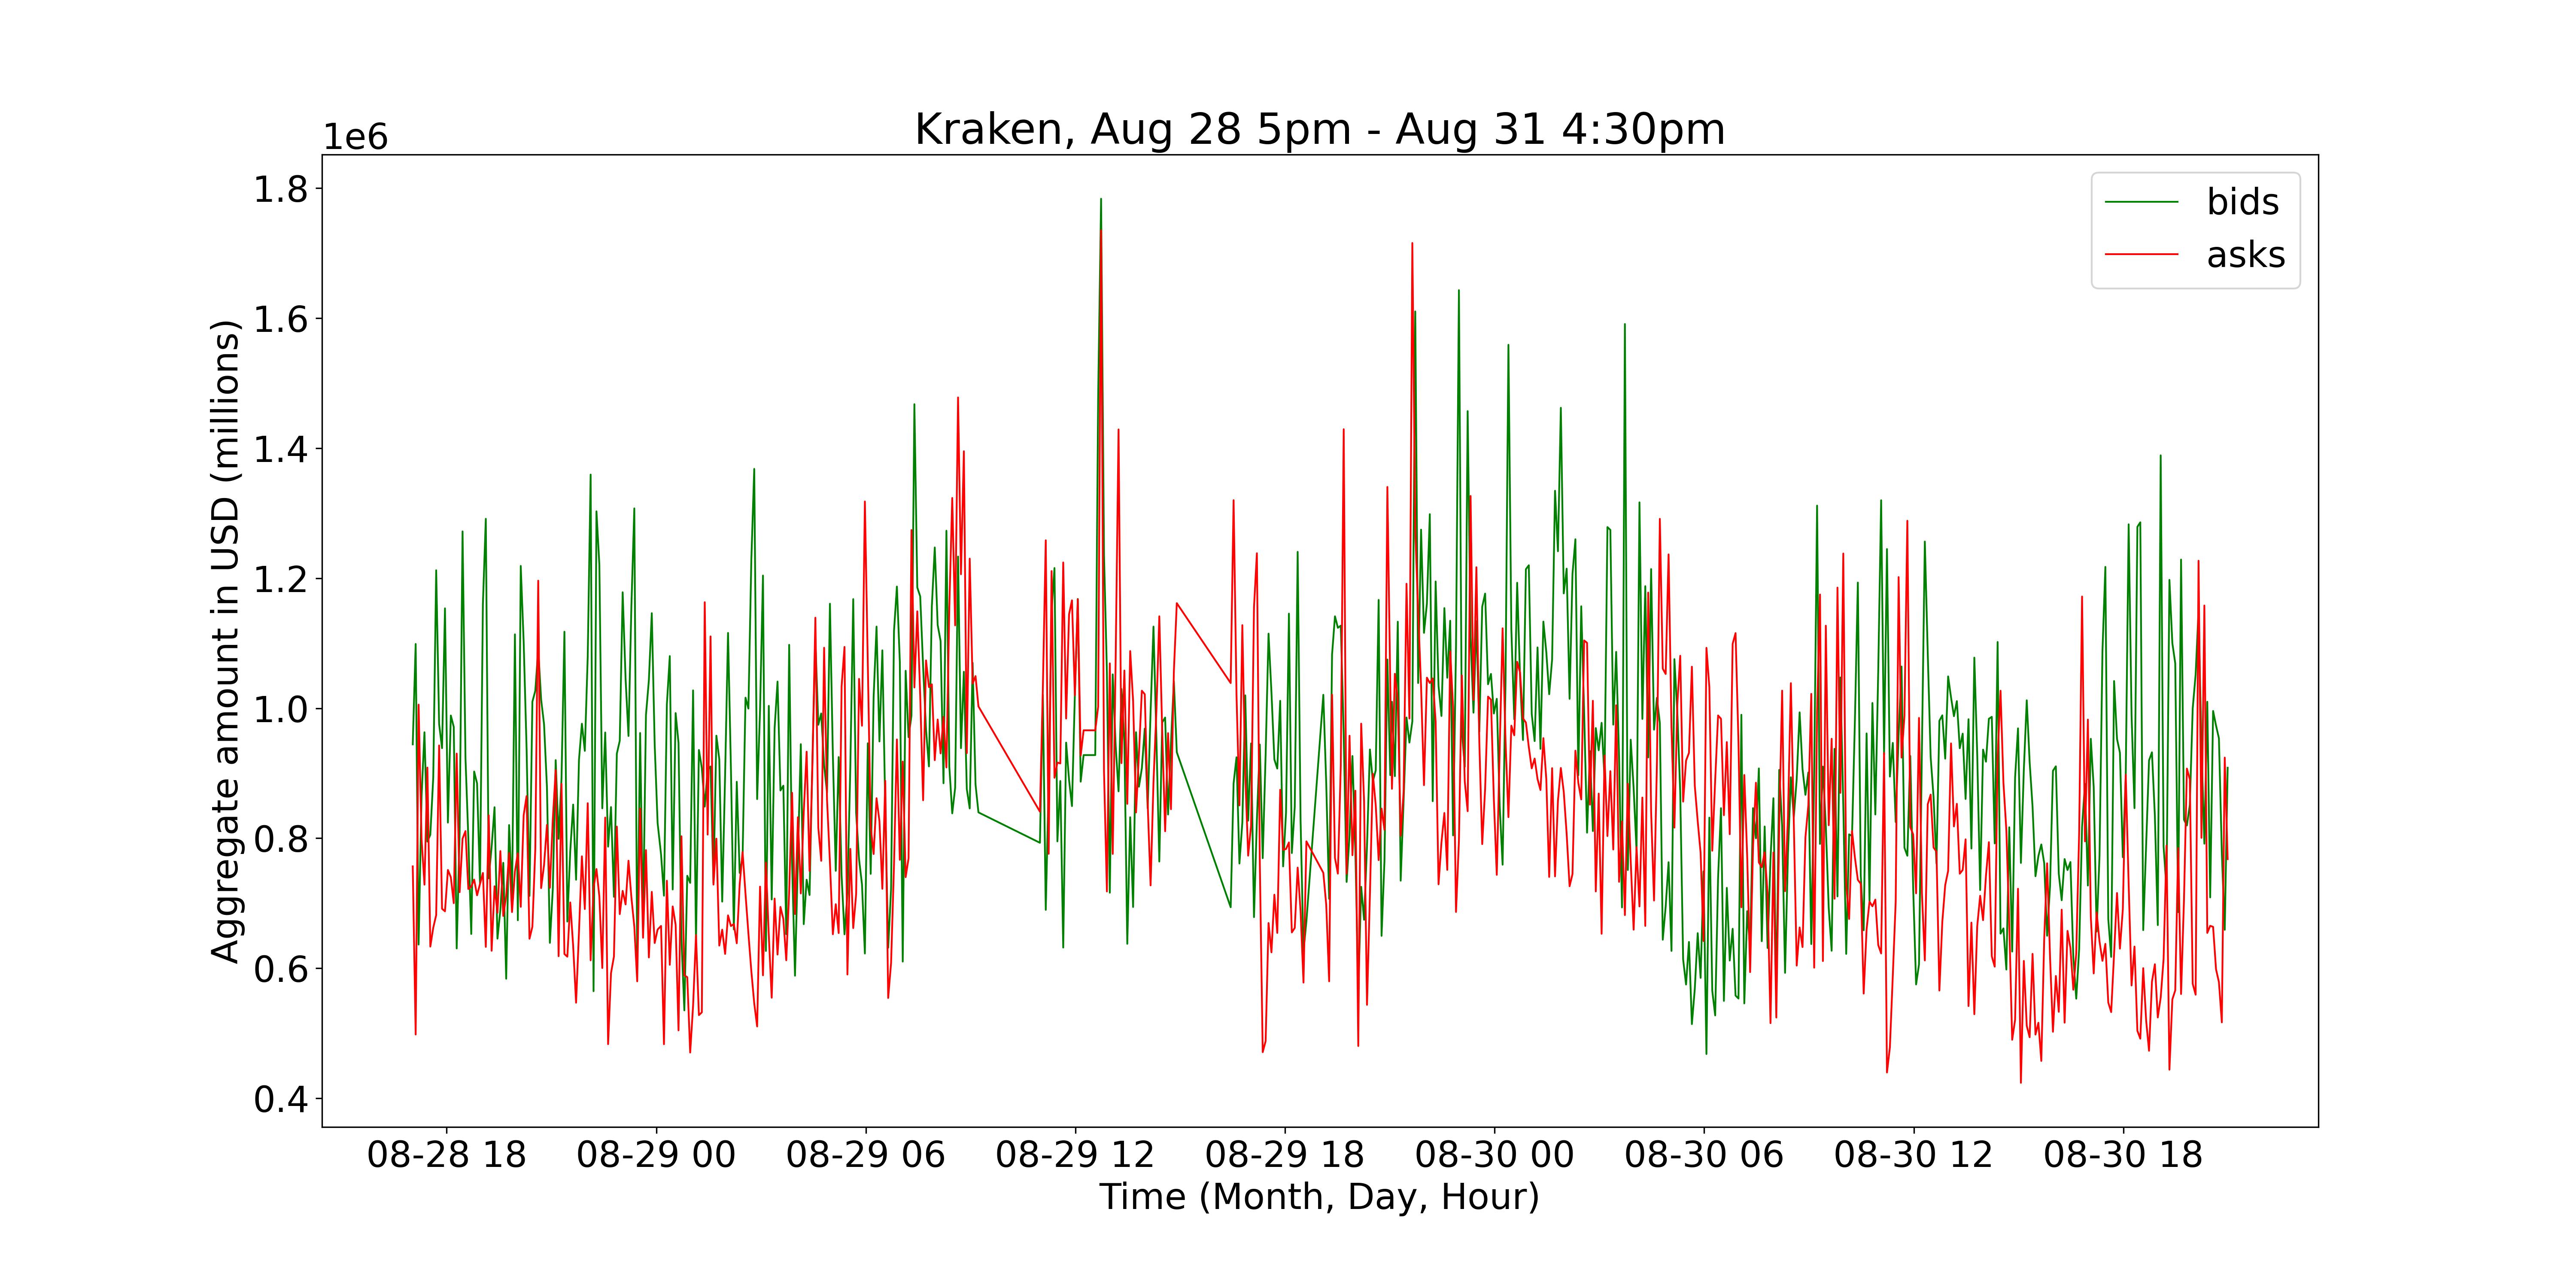 Kraken, Aug 28 5pm - Aug 31 4:30pm
1e6
1.8
1.6
1.4
1.2
1.0
0.8
0.6
0.4
Aggregate amount in USD (millions)
bids
asks
08-28 18 08-29 00 08-29 06 08-29 12 08-29 18 08-30 00 08-30 06 08-30 12 08-30 18
Time (Month, Day, Hour)